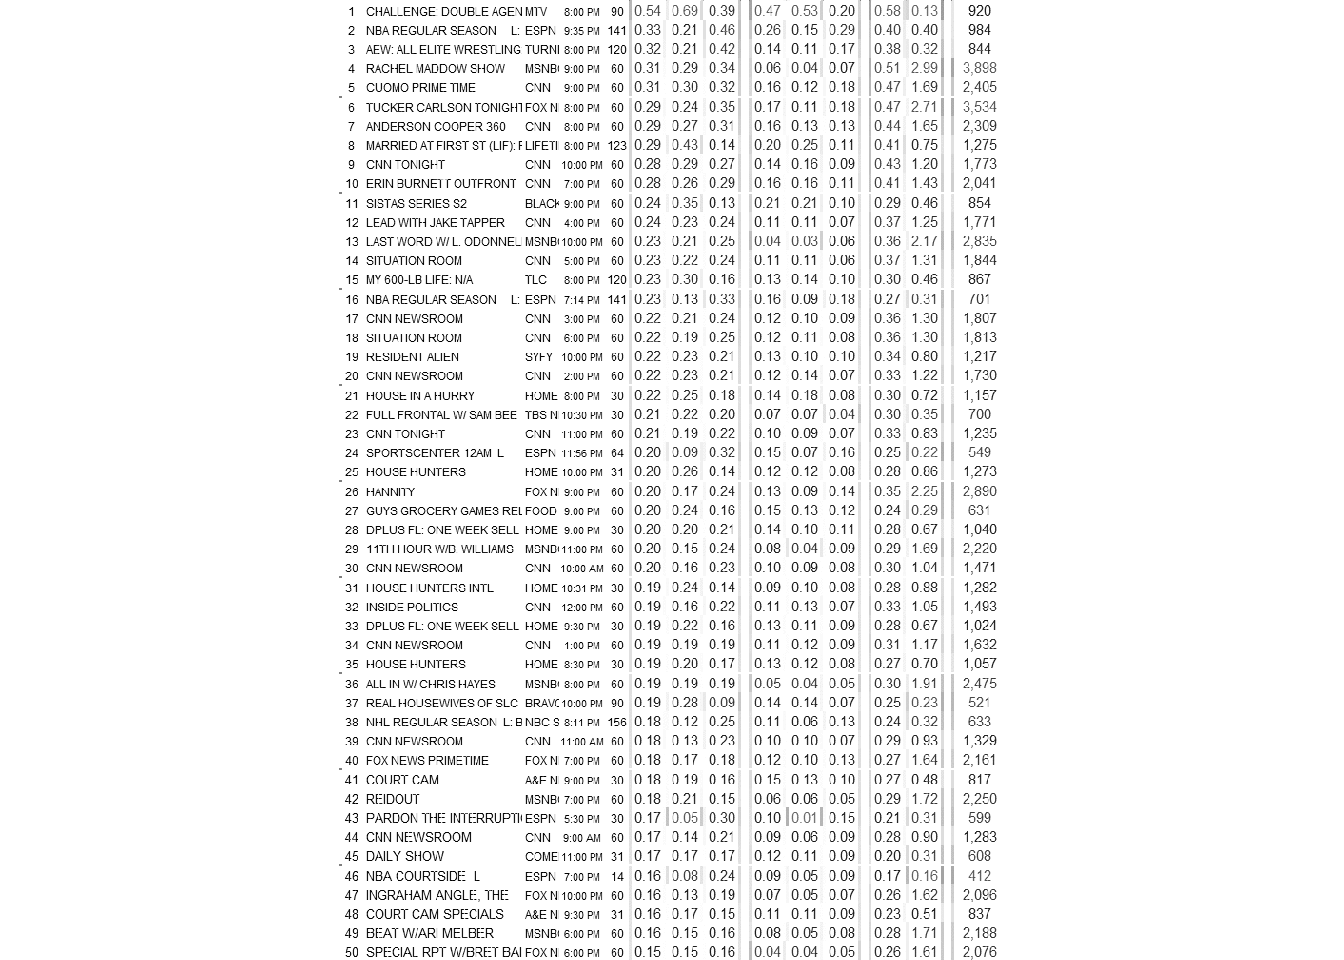 1 CHALLENGE: DOUBLE AGEN MTV 8:00 PM 90 0.54 0.69 0.39 0.47 0.53 0.20 0.58 0.13 920
2 NBA REGULAR SEASON L: ESPN 9:35 PM 141 0.33 0.21 0.46 0.26 0.15 0.29 0.40 0.40 984
3 AEW: ALL ELITE WRESTLING TURNI 8:00 PM 120 0.32 0.21 0.42 0.14 0.11 0.17 0.38 0.32 844
4 RACHEL MADDOW SHOW MSNB( 9:00 PM 60 0.31 0.29 0.34 0.06 0.04 0.07 0.51 2.99 3,898
5 CUOMO PRIME TIME CNN 9:00 PM 60 0.31 0.30 0.32 0.16 0.12 0.18 0.47 1.69 2,405
6 TUCKER CARLSON TONIGHT FOX N 8:00 PM 60 0.29 0.24 0.35 0.17 0.11 0.18 0.47 2.71 3,534
7 ANDERSON COOPER 360 CNN 8:00 PM 60 0.29 0.27 0.31 0.16 0.13 0.13 0.44 1.65 2,309
8 MARRIED AT FIRST ST (LIF): F LIFETI 8:00 PM 123 0.29 0.43 0.14 0.20 0.25 0.11 0.41 0.75 1,275
9 CNN TONIGHT CNN 10:00 PM 60 0.28 0.29 0.27 0.14 0.16 0.09 0.43 1.20 1,773
10 ERIN BURNETT OUTFRONT CNN 7:00 PM 60 0.28 0.26 0.29 0.16 0.16 0.11 0.41 1.43 2,041
11 SISTAS SERIES S2 BLACK 9:00 PM 60 0.24 0.35 0.13 0.21 0.21 0.10 0.29 0.46 854
12 LEAD WITH JAKE TAPPER CNN 4:00 PM 60 0.24 0.23 0.24 0.11 0.11 0.07 0.37 1.25 1,771
13 LAST WORD W/ L. ODONNEL MSNB( 10:00 PM 60 0.23 0.21 0.25 0.04 0.03 0.06 0.36 2.17 2,835
14 SITUATION ROOM CNN 5:00 PM 60 0.23 0.22 0.24 0.11 0.11 0.06 0.37 1.31 1,844
15 MY 600-LB LIFE: N/A TLC 8:00 PM 120 0.23 0.30 0.16 0.13 0.14 0.10 0.30 0.46 867
16 NBA REGULAR SEASON L: ESPN 7:14 PM 141 0.23 0.13 0.33 0.16 0.09 0.18 0.27 0.31 701
17 CNN NEWSROOM CNN 3:00 PM 60 0.22 0.21 0.24 0.12 0.10 0.09 0.36 1.30 1,807
18 SITUATION ROOM CNN 6:00 PM 60 0.22 0.19 0.25 0.12 0.11 0.08 0.36 1.30 1,813
19 RESIDENT ALIEN SYFY 10:00 PM 60 0.22 0.23 0.21 0.13 0.10 0.10 0.34 0.80 1,217
20 CNN NEWSROOM CNN 2:00 PM 60 0.22 0.23 0.21 0.12 0.14 0.07 0.33 1.22 1,730
21 HOUSE IN A HURRY HOME 8:00 PM 30 0.22 0.25 0.18 0.14 0.18 0.08 0.30 0.72 1,157
22 FULL FRONTAL W/ SAM BEE TBS N 10:30 PM 30 0.21 0.22 0.20 0.07 0.07 0.04 0.30 0.35 700
23 CNN TONIGHT CNN 11:00 PM 60 0.21 0.19 0.22 0.10 0.09 0.07 0.33 0.83 1,235
24 SPORTSCENTER 12AM L ESPN 11:56 PM 64 0.20 0.09 0.32 0.15 0.07 0.16 0.25 0.22 549
25 HOUSE HUNTERS HOME 10:00 PM 31 0.20 0.26 0.14 0.12 0.12 0.08 0.28 0.86 1,273
26 HANNITY FOX N 9:00 PM 60 0.20 0.17 0.24 0.13 0.09 0.14 0.35 2.25 2,890
27 GUYS GROCERY GAMES REL FOOD 9:00 PM 60 0.20 0.24 0.16 0.15 0.13 0.12 0.24 0.29 631
28 DPLUS FL: ONE WEEK SELL HOME 9:00 PM 30 0.20 0.20 0.21 0.14 0.10 0.11 0.28 0.67 1,040
29 11TH HOUR W/B. WILLIAMS MSNB( 11:00 PM 60 0.20 0.15 0.24 0.08 0.04 0.09 0.29 1.69 2,220
30 CNN NEWSROOM CNN 10:00 AM 60 0.20 0.16 0.23 0.10 0.09 0.08 0.30 1.04 1,471
31 HOUSE HUNTERS INTL HOME 10:31 PM 30 0.19 0.24 0.14 0.09 0.10 0.08 0.28 0.88 1,282
32 INSIDE POLITICS CNN 12:00 PM 60 0.19 0.16 0.22 0.11 0.13 0.07 0.33 1.05 1,493
33 DPLUS FL: ONE WEEK SELL HOME 9:30 PM 30 0.19 0.22 0.16 0.13 0.11 0.09 0.28 0.67 1,024
34 CNN NEWSROOM CNN 1:00 PM 60 0.19 0.19 0.19 0.11 0.12 0.09 0.31 1.17 1,632
35 HOUSE HUNTERS HOME 8:30 PM 30 0.19 0.20 0.17 0.13 0.12 0.08 0.27 0.70 1,057
36 ALL IN W/ CHRIS HAYES MSNB( 8:00 PM 60 0.19 0.19 0.19 0.05 0.04 0.05 0.30 1.91 2,475
37 REAL HOUSEWIVES OF SLC BRAVO 10:00 PM 90 0.19 0.28 0.09 0.14 0.14 0.07 0.25 0.23 521
38 NHL REGULAR SEASON L: B NBC S 8:11 PM 156 0.18 0.12 0.25 0.11 0.06 0.13 0.24 0.32 633
39 CNN NEWSROOM CNN 11:00 AM 60 0.18 0.13 0.23 0.10 0.10 0.07 0.29 0.93 1,329
40 FOX NEWS PRIMETIME FOX N 7:00 PM 60 0.18 0.17 0.18 0.12 0.10 0.13 0.27 1.64 2,161
41 COURT CAM A&E N 9:00 PM 30 0.18 0.19 0.16 0.15 0.13 0.10 0.27 0.48 817
42 REIDOUT MSNB( 7:00 PM 60 0.18 0.21 0.15 0.06 0.06 0.05 0.29 1.72 2,250
43 PARDON THE INTERRUPTI ESPN 5:30 PM 30 0.17 0.05 0.30 0.10 0.01 0.15 0.21 0.31 599
44 CNN NEWSROOM CNN 9:00 AM 60 0.17 0.14 0.21 0.09 0.06 0.09 0.28 0.90 1,283
45 DAILY SHOW COME 11:00 PM 31 0.17 0.17 0.17 0.12 0.11 0.09 0.20 0.31 608
46 NBA COURTSIDE L ESPN 7:00 PM 14 0.16 0.08 0.24 0.09 0.05 0.09 0.17 0.16 412
47 INGRAHAM ANGLE, THE FOX N 10:00 PM 60 0.16 0.13 0.19 0.07 0.05 0.07 0.26 1.62 2,096
48 COURT CAM SPECIALS A&E N 9:30 PM 31 0.16 0.17 0.15 0.11 0.11 0.09 0.23 0.51 837
49 BEAT W/ARI MELBER MSNB( 6:00 PM 60 0.16 0.15 0.16 0.08 0.05 0.08 0.28 1.71 2,188
50 SPECIAL RPT W/BRET BAI FOX N 6:00 PM 60 0.15 0.15 0.16 0.04 0.04 0.05 0.26 1.61 2,076